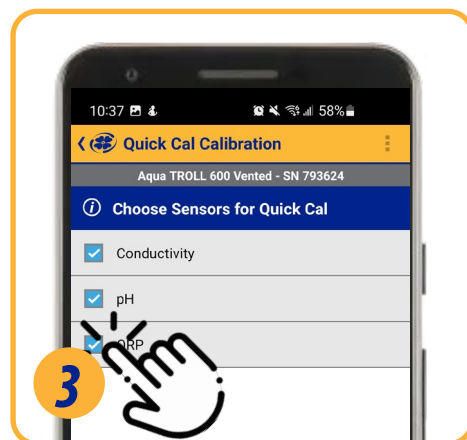 10:37 58%
Quick Cal Calibration
Aqua TROLL 600 Vented - SN 793624
Choose Sensors for Quick Cal
Conductivity
pH
ORP
3